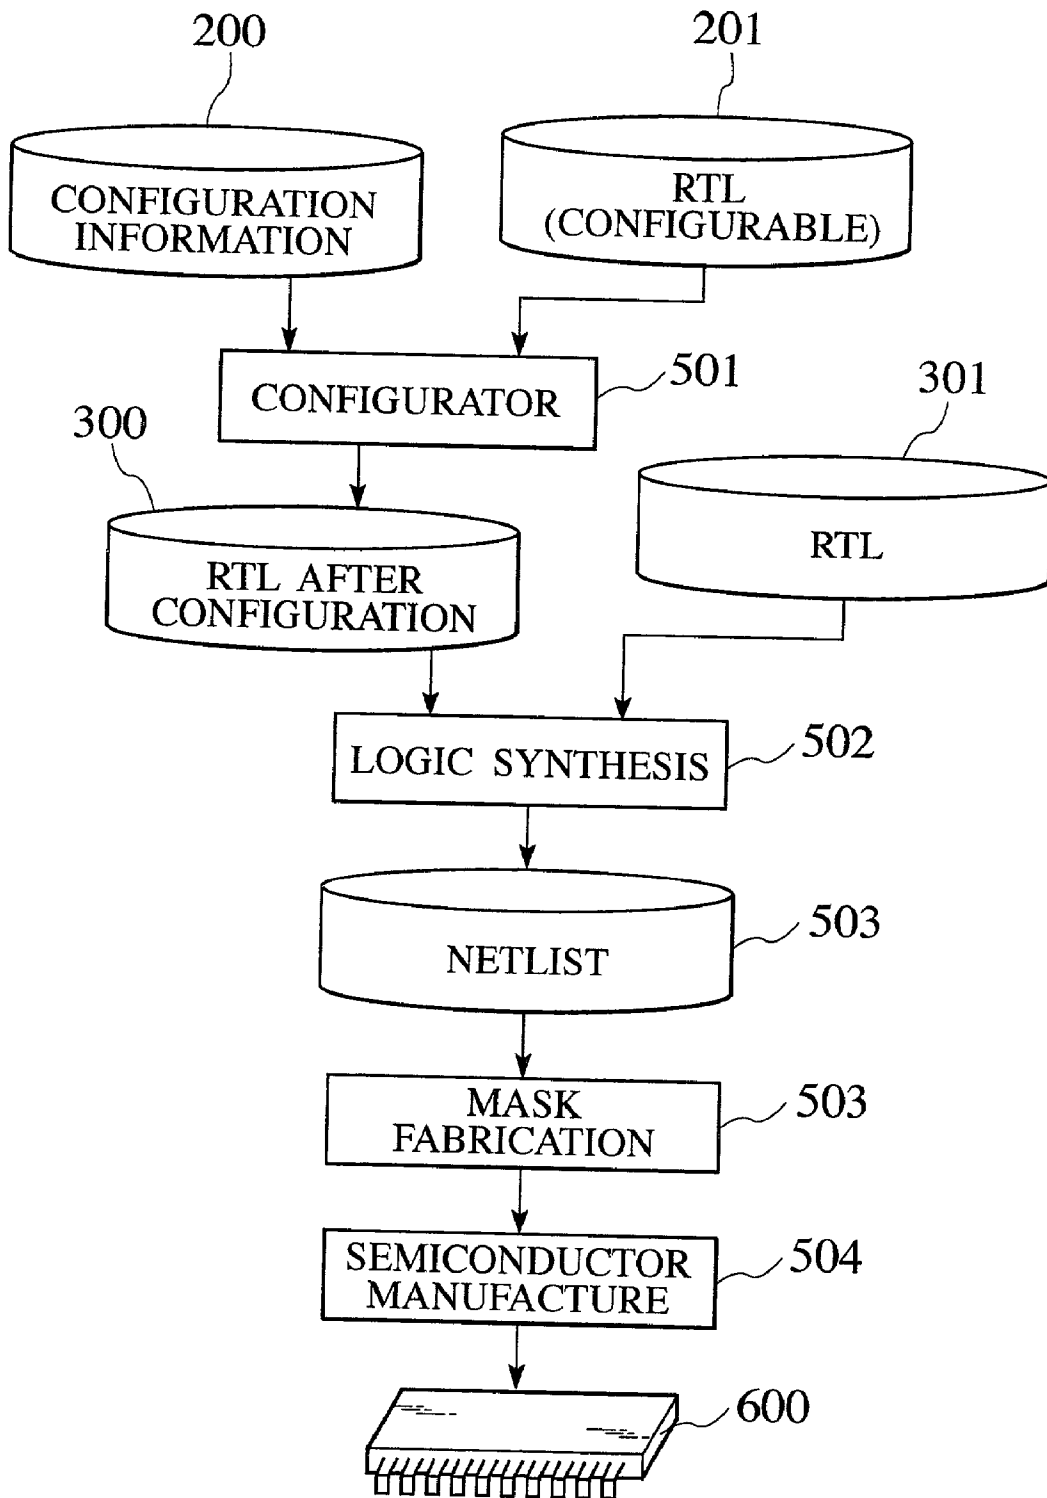 200
201
CONFIGURATION
INFORMATION
RTL
(CONFIGURABLE)
CONFIGURATOR
501
300
301
RTL AFTER
CONFIGURATION
RTL
LOGIC SYNTHESIS
502
NETLIST
503
MASK
FABRICATION
503
SEMICONDUCTOR
MANUFACTURE
504
600